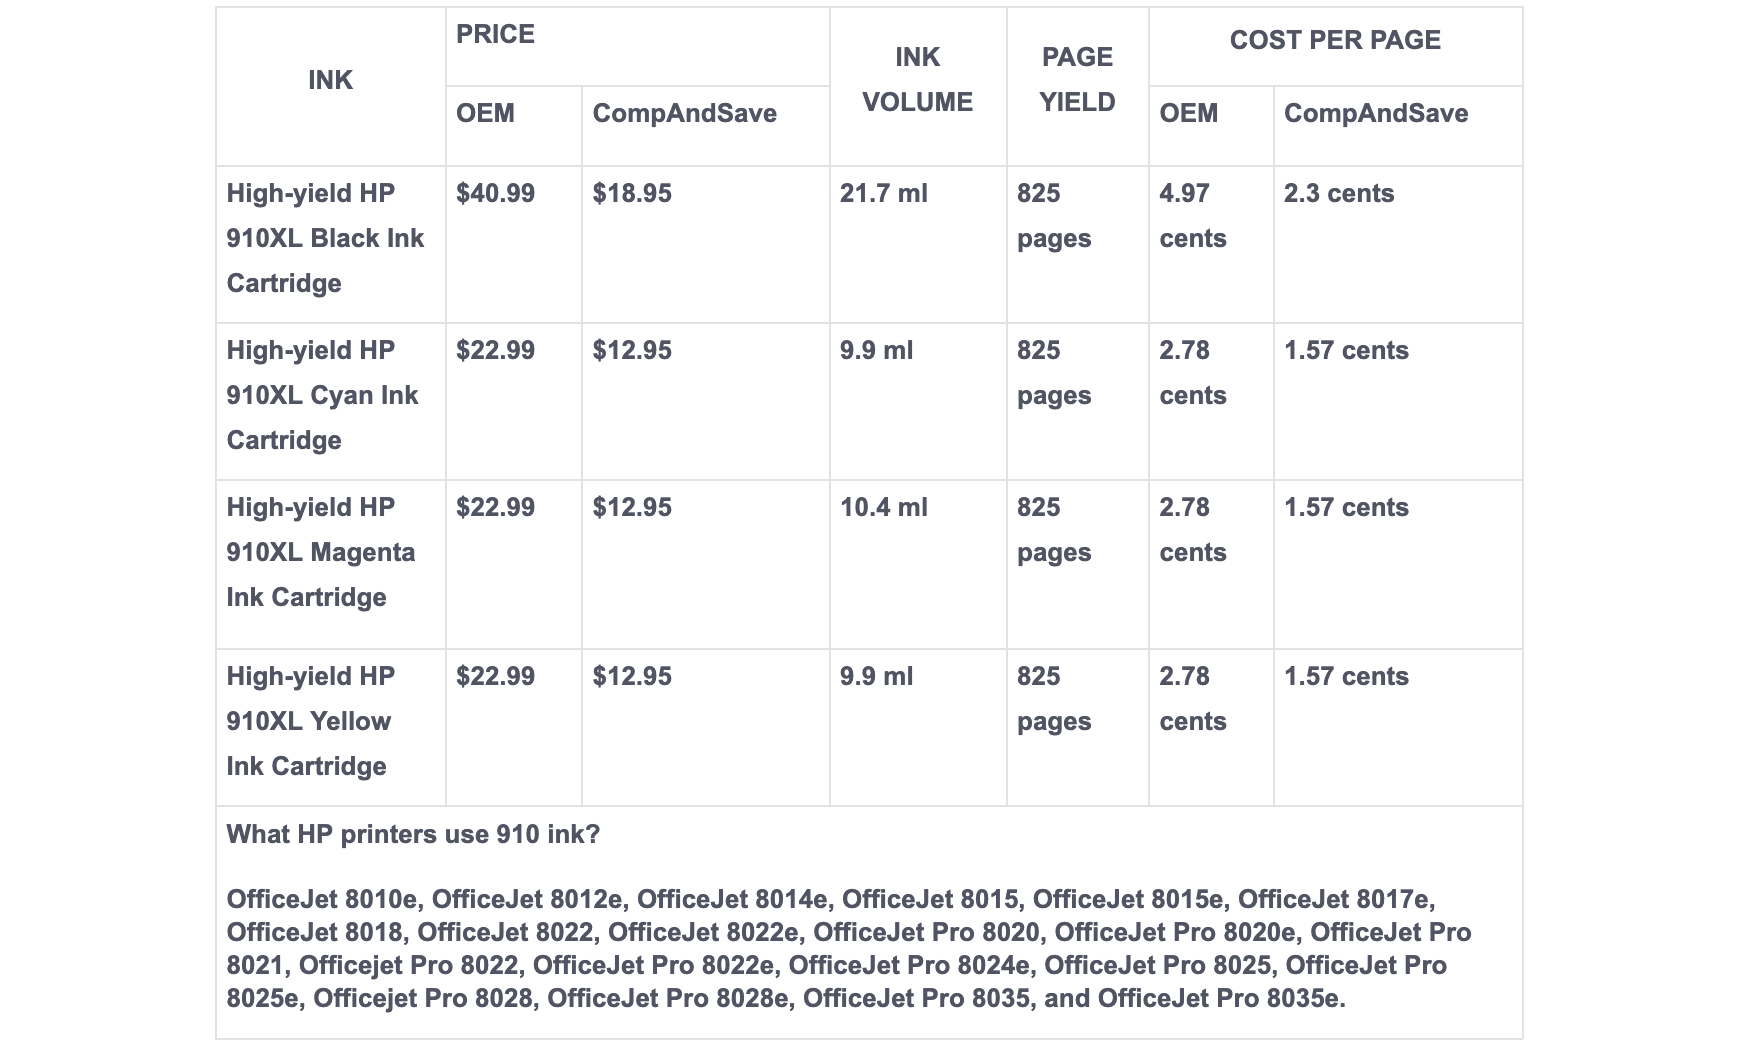 INK
PRICE
INK
VOLUME
PAGE
YIELD
COST PER PAGE
OEM
CompAndSave
OEM
CompAndSave
High-yield HP
910XL Black Ink
Cartridge
$40.99
$18.95
21.7 ml
825
pages
4.97
cents
2.3 cents
High-yield HP
910XL Cyan Ink
Cartridge
$22.99
$12.95
9.9 ml
825
pages
2.78
cents
1.57 cents
High-yield HP
910XL Magenta
Ink Cartridge
$22.99
$12.95
10.4 ml
825
pages
2.78
cents
1.57 cents
High-yield HP
910XL Yellow
Ink Cartridge
$22.99
$12.95
9.9 ml
825
pages
2.78
cents
1.57 cents
What HP printers use 910 ink?
OfficeJet 8010e, OfficeJet 8012e, OfficeJet 8014e, OfficeJet 8015, OfficeJet 8015e, OfficeJet 8017e,
OfficeJet 8018, OfficeJet 8022, OfficeJet 8022e, OfficeJet Pro 8020, OfficeJet Pro 8020e, OfficeJet Pro
8021, Officejet Pro 8022, OfficeJet Pro 8022e, OfficeJet Pro 8024e, OfficeJet Pro 8025, OfficeJet Pro
8025e, Officejet Pro 8028, OfficeJet Pro 8028e, OfficeJet Pro 8035, and OfficeJet Pro 8035e.